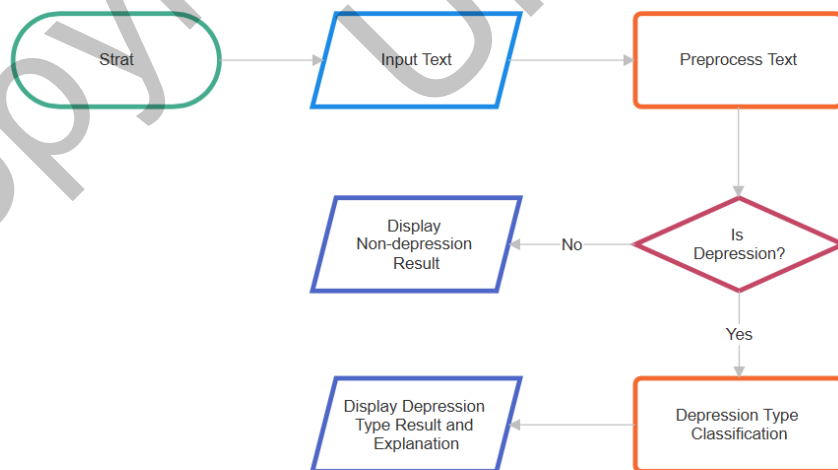 Strat
Input Text
Preprocess Text
Display
Non-depression
Result
No
Is
Depression?
Yes
Display Depression
Type Result and
Explanation
Depression Type
Classification